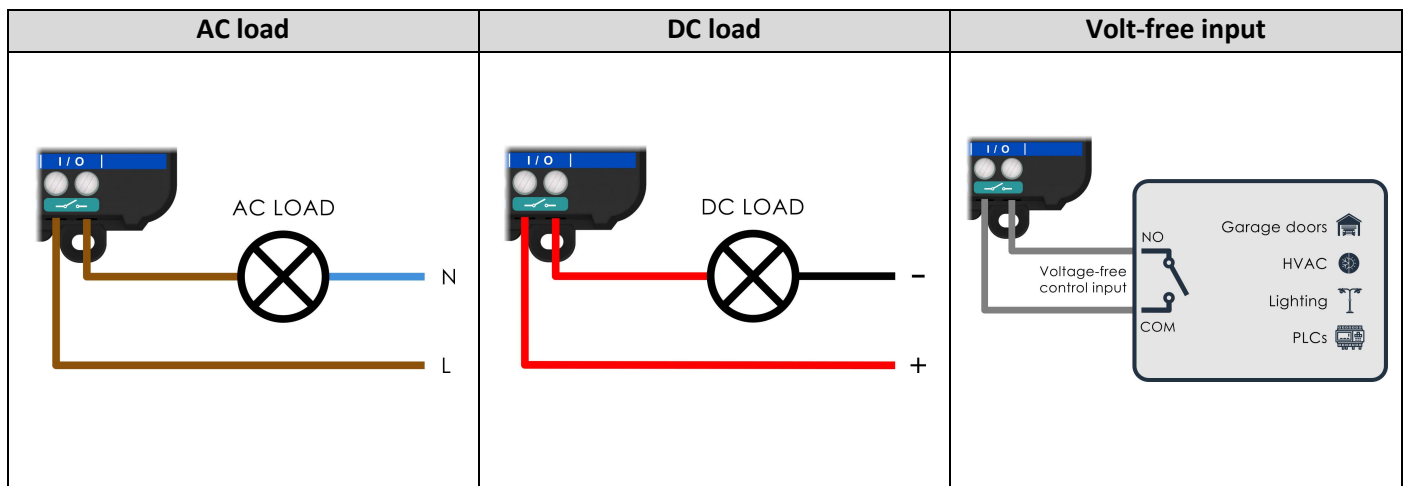 AC load
DC load
Volt-free input
I / O
AC LOAD
N
L
I / O
DC LOAD
-
+
I / O
NO
Voltage-free
control input
COM
Garage doors
HVAC
Lighting
PLCs